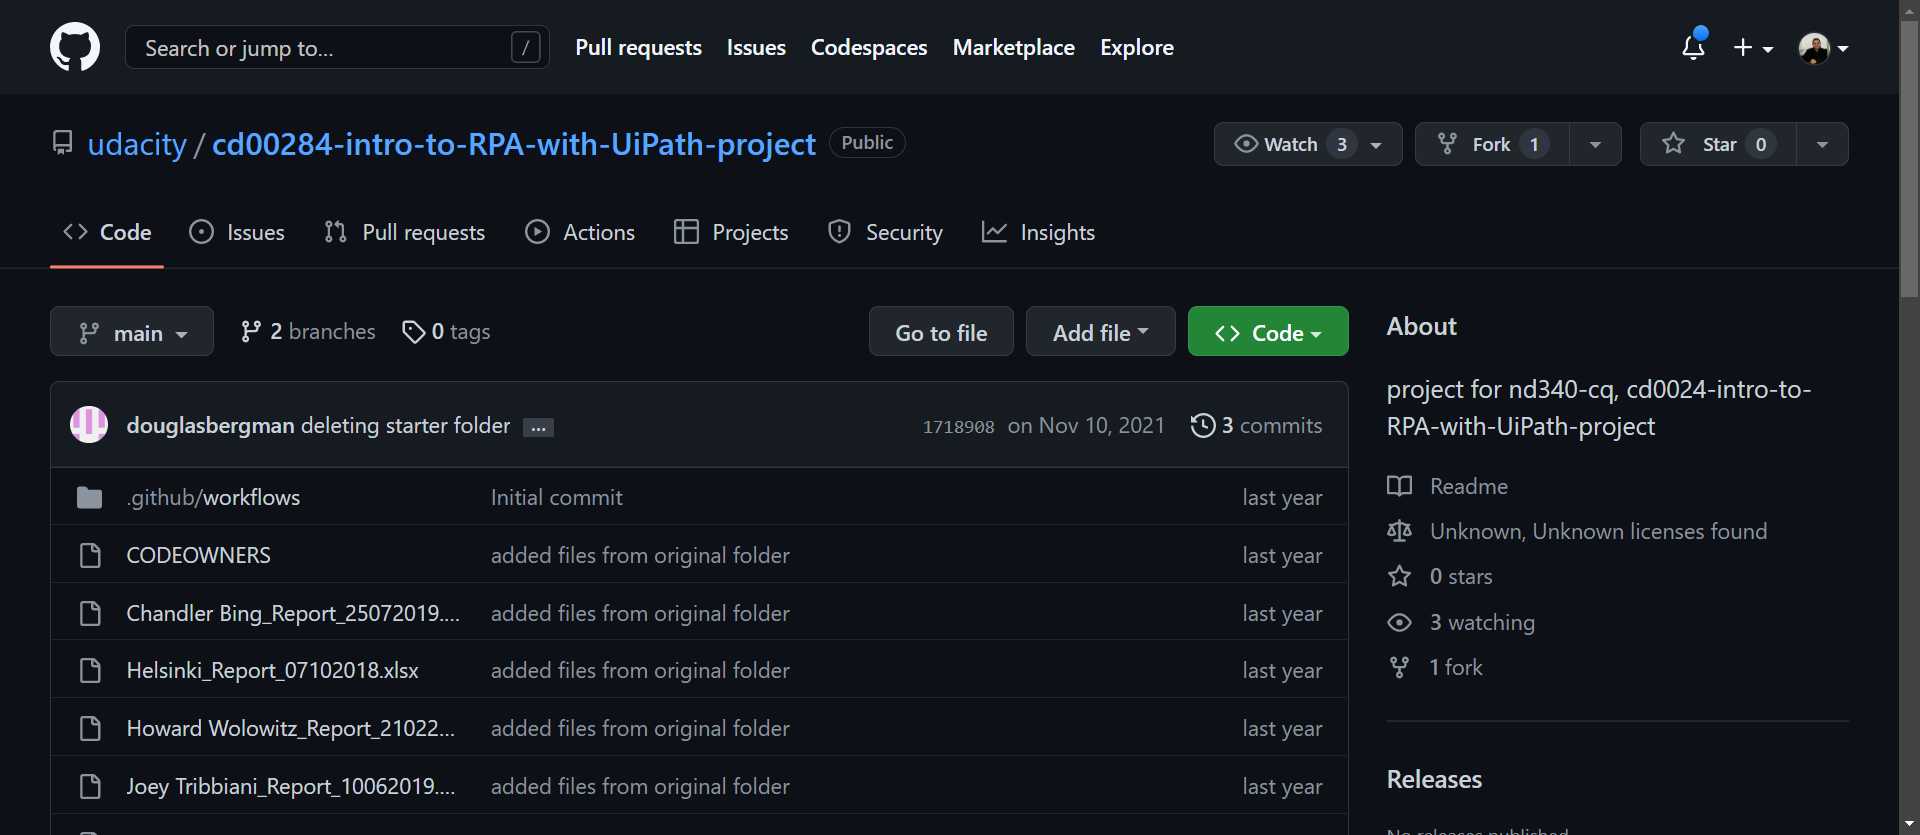 Search or jump to... /
Pull requests Issues Codespaces Marketplace Explore
udacity / cd00284-intro-to-RPA-with-UiPath-project Public
Watch 3 Fork 1 Star 0
Code Issues Pull requests Actions Projects Security Insights
main 2 branches 0 tags Go to file Add file Code
douglasbergman deleting starter folder ... 1718908 on Nov 10, 2021 3 commits
.github/workflows Initial commit last year
CODEOWNERS added files from original folder last year
Chandler Bing_Report_25072019.... added files from original folder last year
Helsinki_Report_07102018.xlsx added files from original folder last year
Howard Wolowitz_Report_21022... added files from original folder last year
Joey Tribbiani_Report_10062019.... added files from original folder last year
About
project for nd340-cq, cd0024-intro-to-
RPA-with-UiPath-project
Readme
Unknown, Unknown licenses found
0 stars
3 watching
1 fork
Releases
No releases published